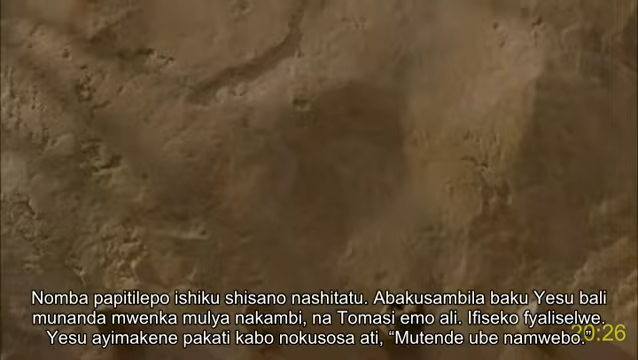 Nomba papitilepo ishiku shisano nashitatu. Abakusambila baku Yesu bali
munanda mwenka mulya nakambi, na Tomasi emo ali. Ifiseko fyaliselwe.
Yesu ayimakene pakati kabo nokusosa ati, “Mutende ube namwebo.”
20:26